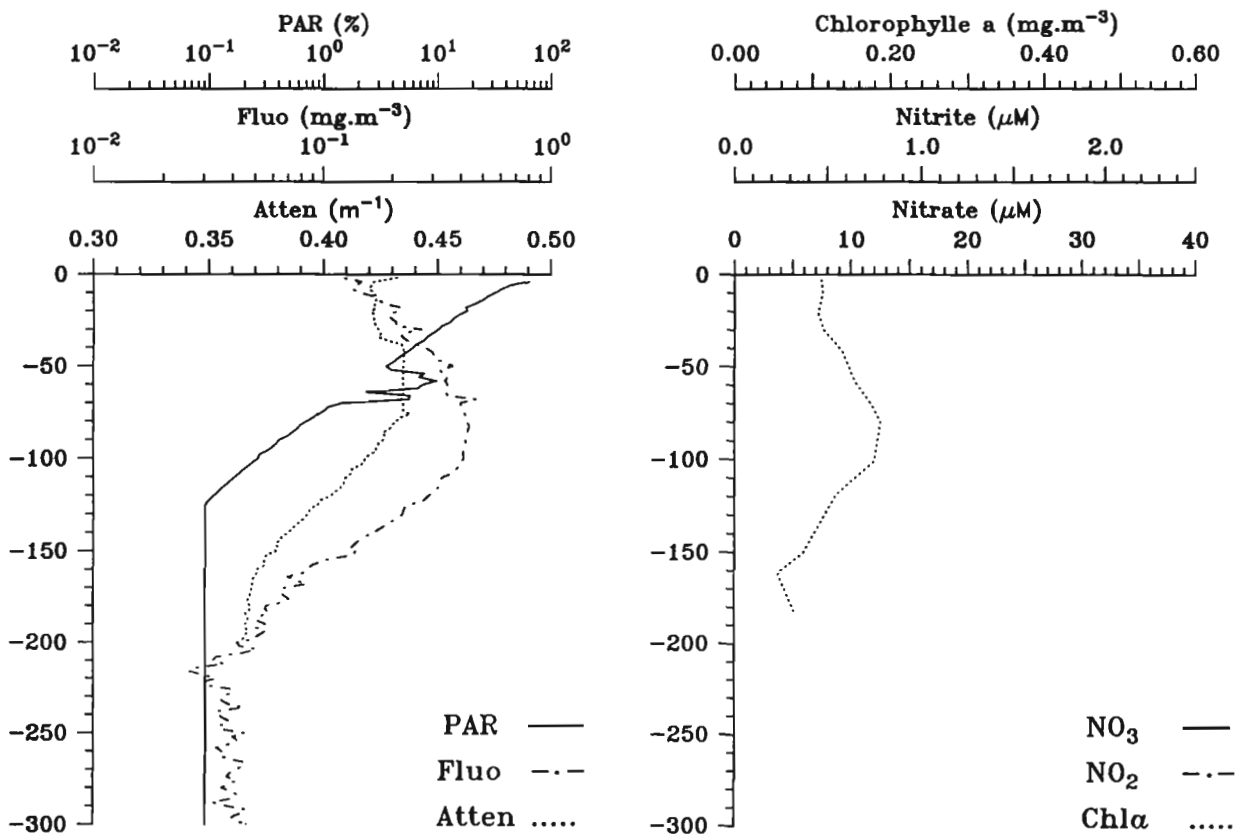 PAR (%)
10⁻² 10⁻¹ 10⁰ 10¹ 10²
Fluo (mg.m⁻³)
10⁻² 10⁻¹ 10⁰
Atten (m⁻¹)
0.30 0.35 0.40 0.45 0.50
0
−50
−100
−150
−200
−250
−300
PAR
Fluo
Atten
Chlorophylle a (mg.m⁻³)
0.00 0.20 0.40 0.60
Nitrite (μM)
0.0 1.0 2.0
Nitrate (μM)
0 10 20 30 40
0
−50
−100
−150
−200
−250
−300
NO₃
NO₂
Chla